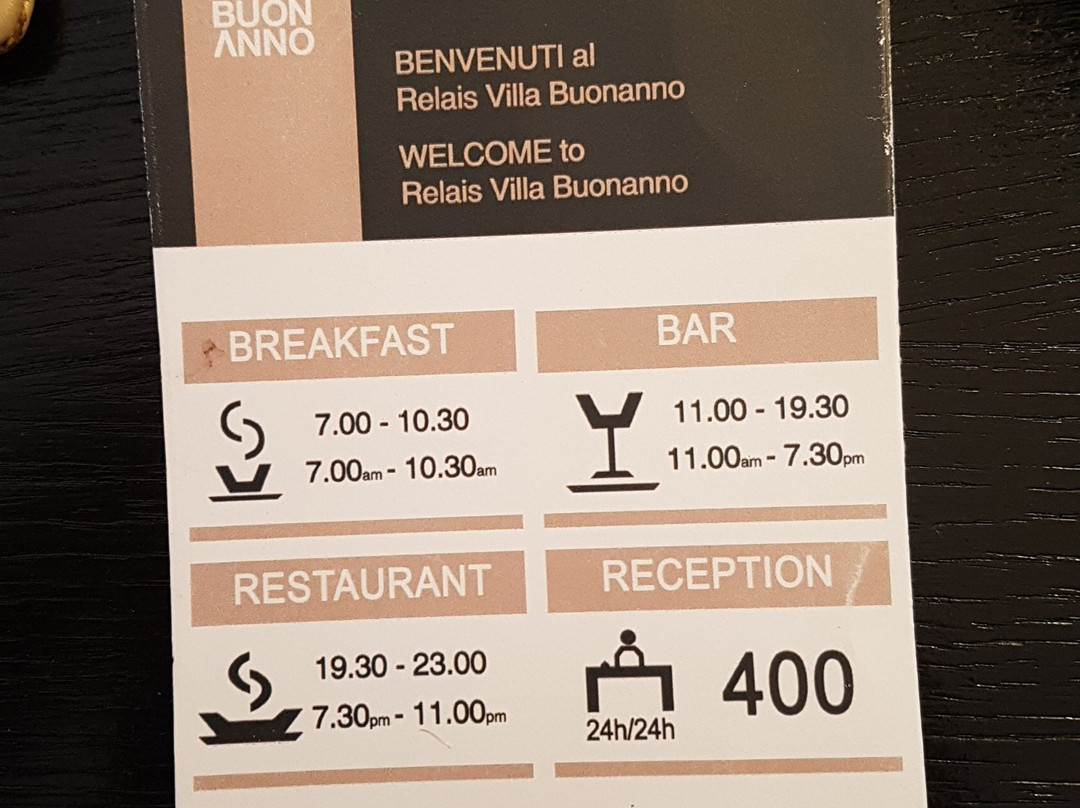 BUON
ANNO
BENVENUTI al
Relais Villa Buonanno
WELCOME to
Relais Villa Buonanno
BREAKFAST
7.00 - 10.30
7.00am - 10.30am
BAR
11.00 - 19.30
11.00am - 7.30pm
RESTAURANT
19.30 - 23.00
7.30pm - 11.00pm
RECEPTION
24h/24h
400